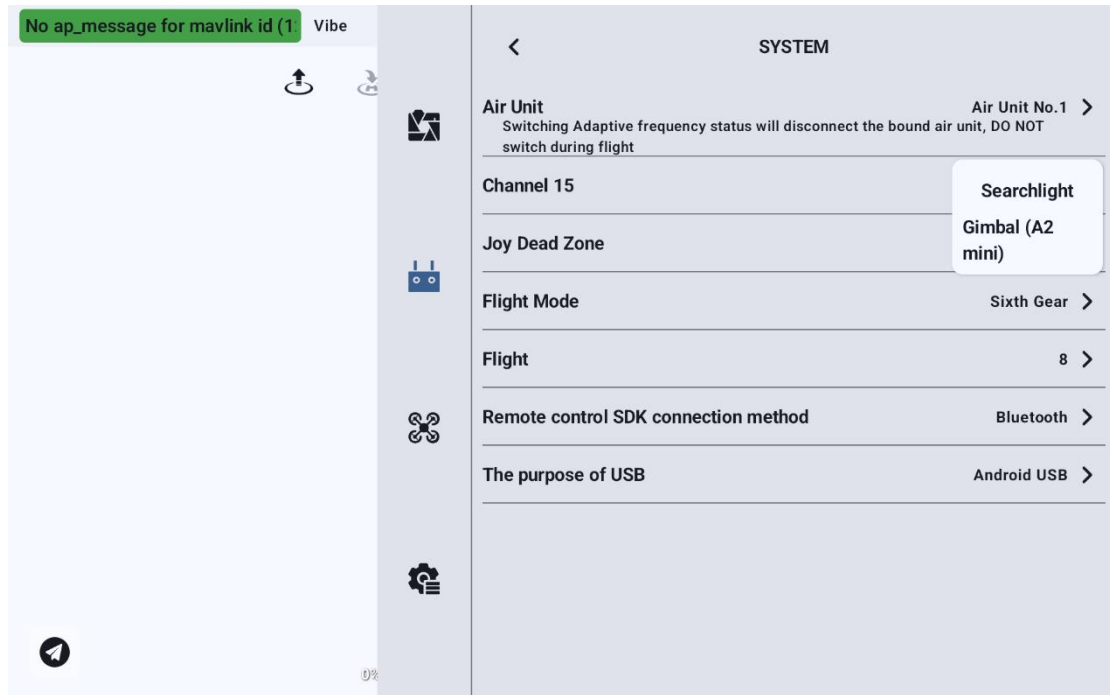 No ap_message for mavlink id (1
Vibe
SYSTEM
Air Unit
Air Unit No.1
Switching Adaptive frequency status will disconnect the bound air unit, DO NOT
switch during flight
Channel 15
Searchlight
Gimbal (A2
mini)
Joy Dead Zone
Flight Mode
Sixth Gear
Flight
8
Remote control SDK connection method
Bluetooth
The purpose of USB
Android USB
0%